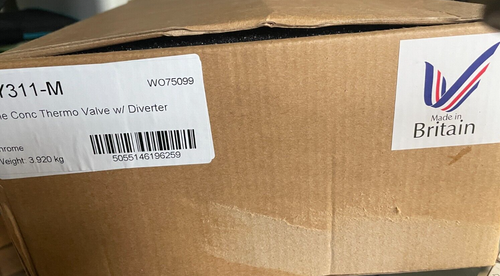 Y311-M
WO75099
Conc Thermo Valve w/ Diverter
hrome
Weight: 3.920 kg
5055146196259
Made in
Britain